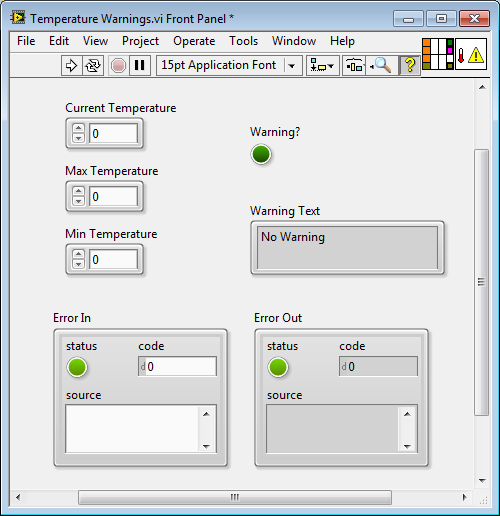 Temperature Warnings.vi Front Panel *
File Edit View Project Operate Tools Window Help
15pt Application Font
?
Current Temperature
0
Warning?
Max Temperature
0
Warning Text
No Warning
Min Temperature
0
Error In
status code
d 0
source
Error Out
status code
d 0
source